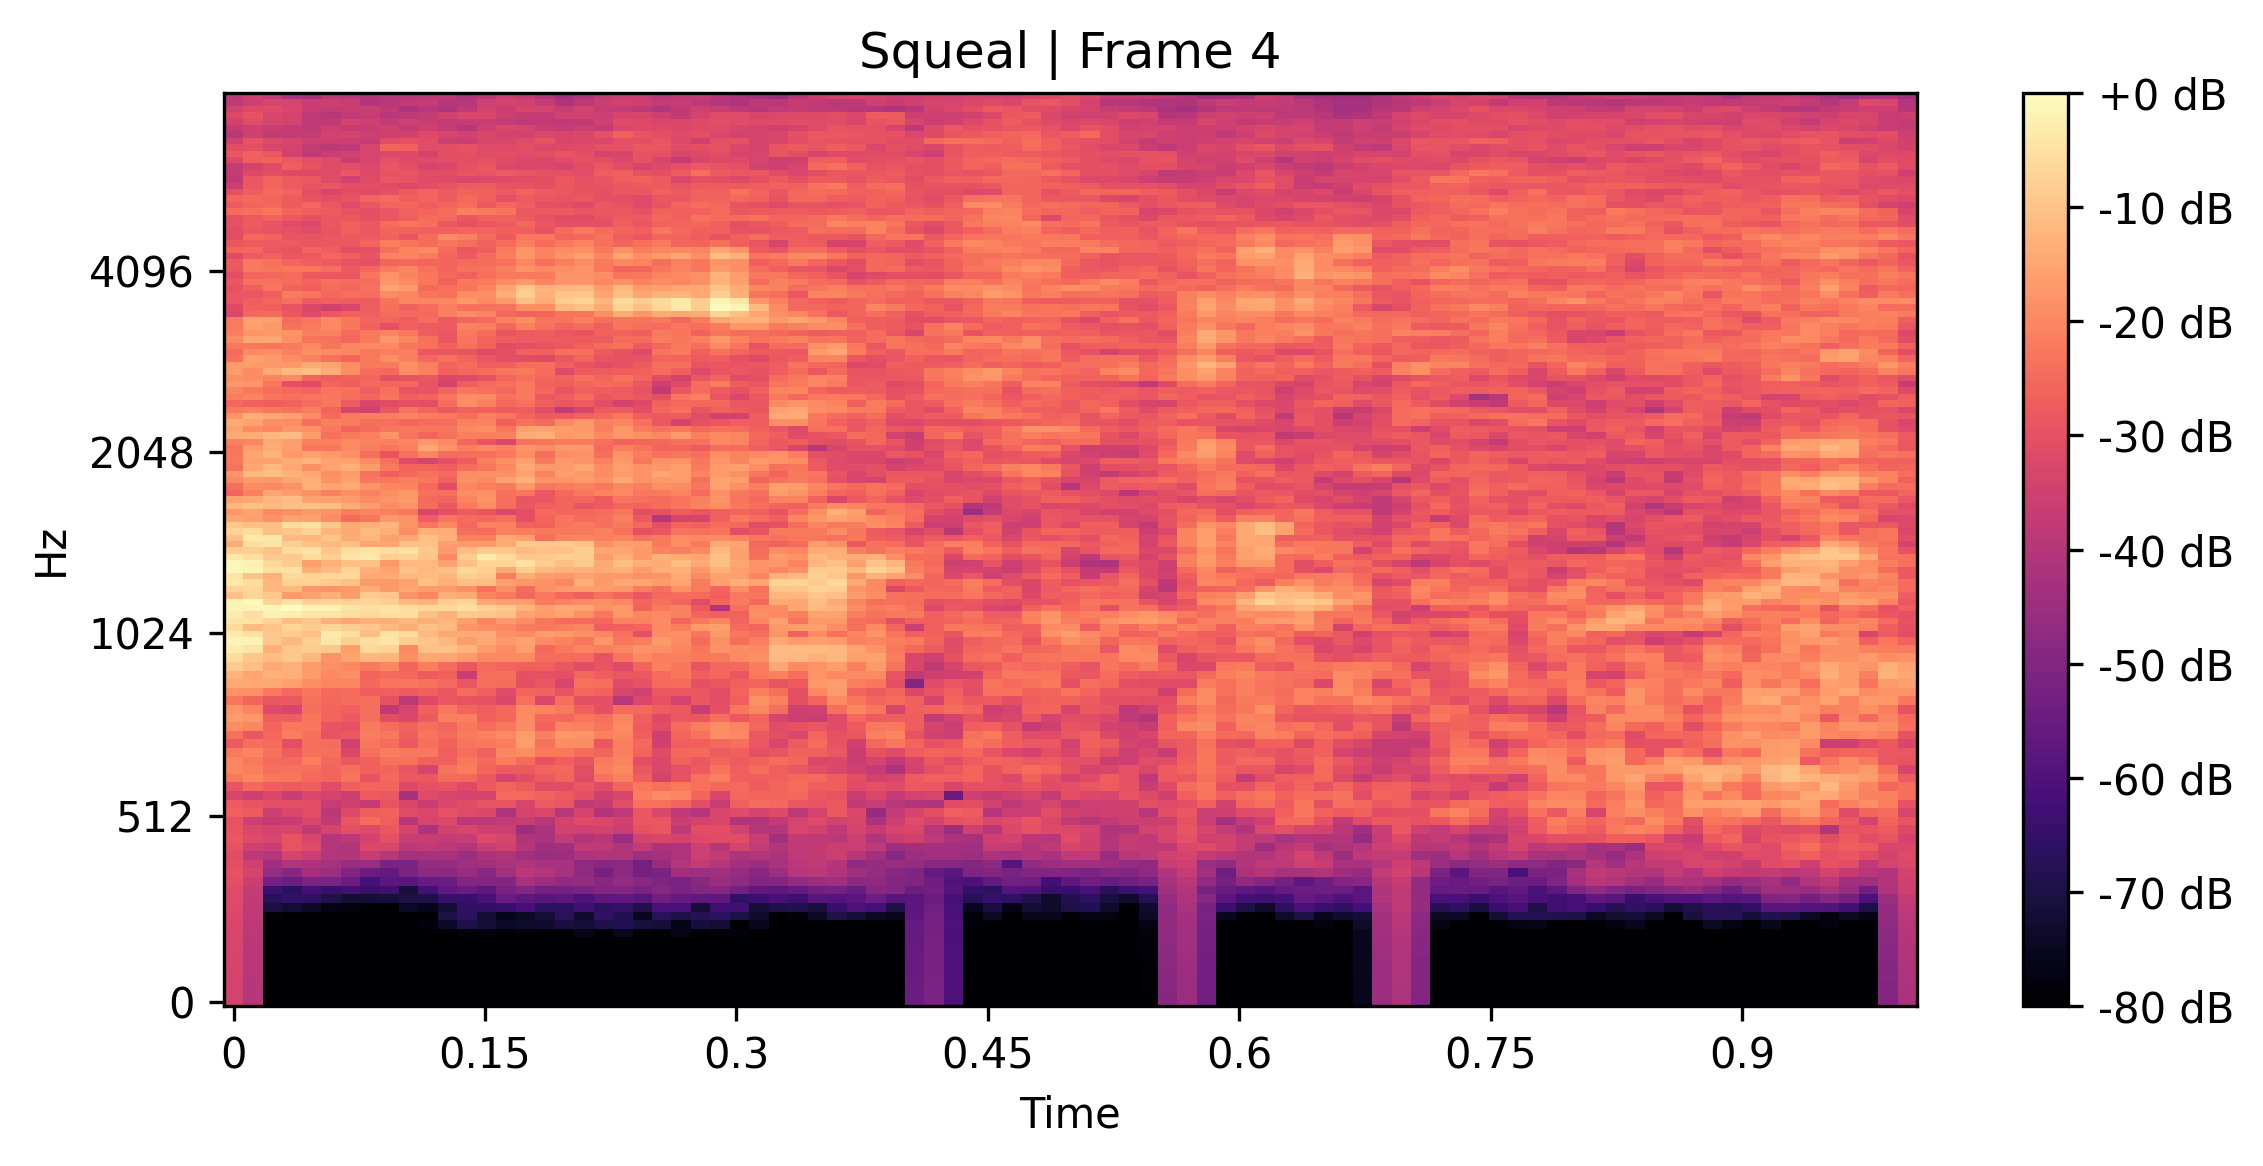 Squeal | Frame 4
+0 dB
-10 dB
-20 dB
-30 dB
-40 dB
-50 dB
-60 dB
-70 dB
-80 dB
Hz
4096
2048
1024
512
0
0 0.15 0.3 0.45 0.6 0.75 0.9
Time